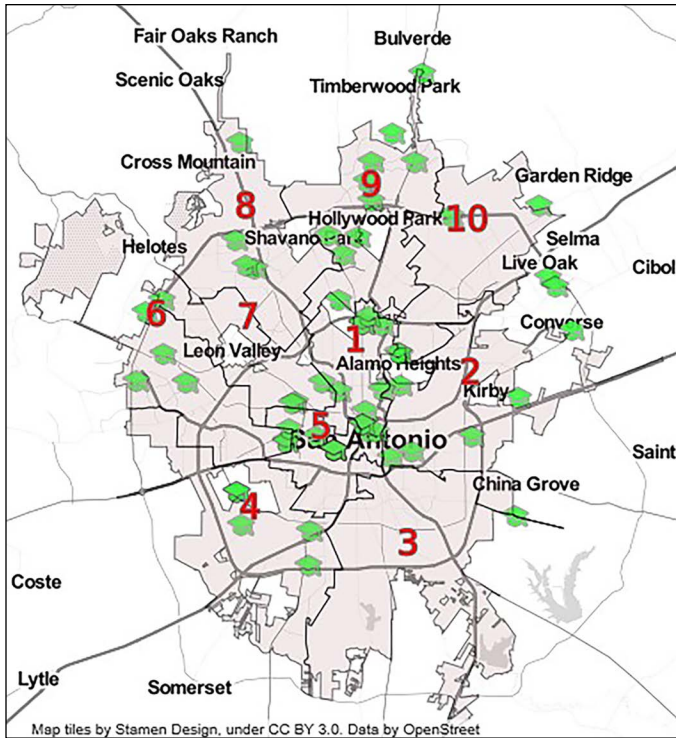 Fair Oaks Ranch
Bulverde
Scenic Oaks
Timberwood Park
Cross Mountain
9
Garden Ridge
8
Hollywood Park
10
Helotes
Shavano Park
Selma
Live Oak
Cibol
6
7
Converse
1
Leon Valley
Alamo Heights
2
Kirby
5
San Antonio
Saint
4
China Grove
3
Coste
Lytle
Somerset
Map tiles by Stamen Design, under CC BY 3.0. Data by OpenStreet